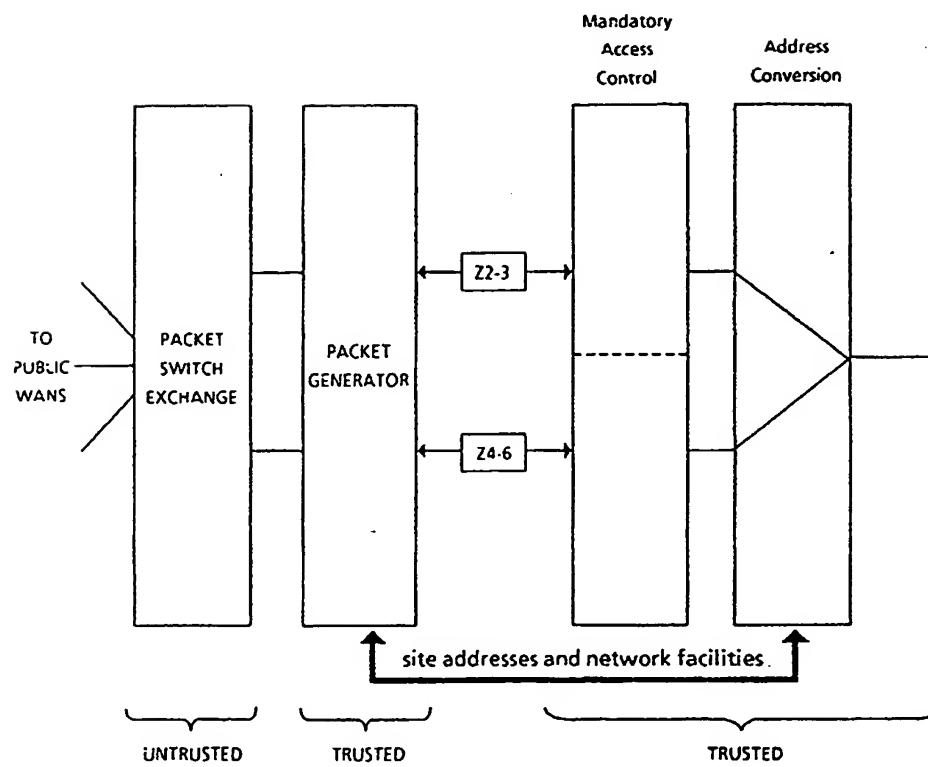 Mandatory
Access
Control
Address
Conversion
Z2-3
TO
PUBLIC
WANS
PACKET
SWITCH
EXCHANGE
PACKET
GENERATOR
Z4-6
site addresses and network facilities.
UNTRUSTED
TRUSTED
TRUSTED